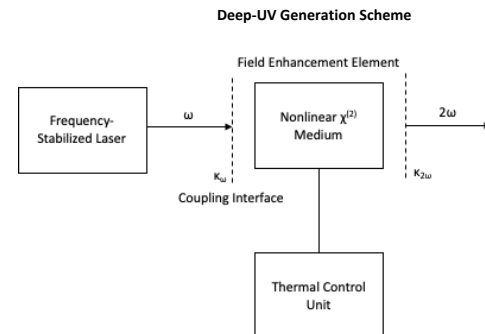 Deep-UV Generation Scheme
Field Enhancement Element
Frequency-
Stabilized Laser
ω
Nonlinear χ⁽²⁾
Medium
2ω
κω
κ2ω
Coupling Interface
Thermal Control
Unit